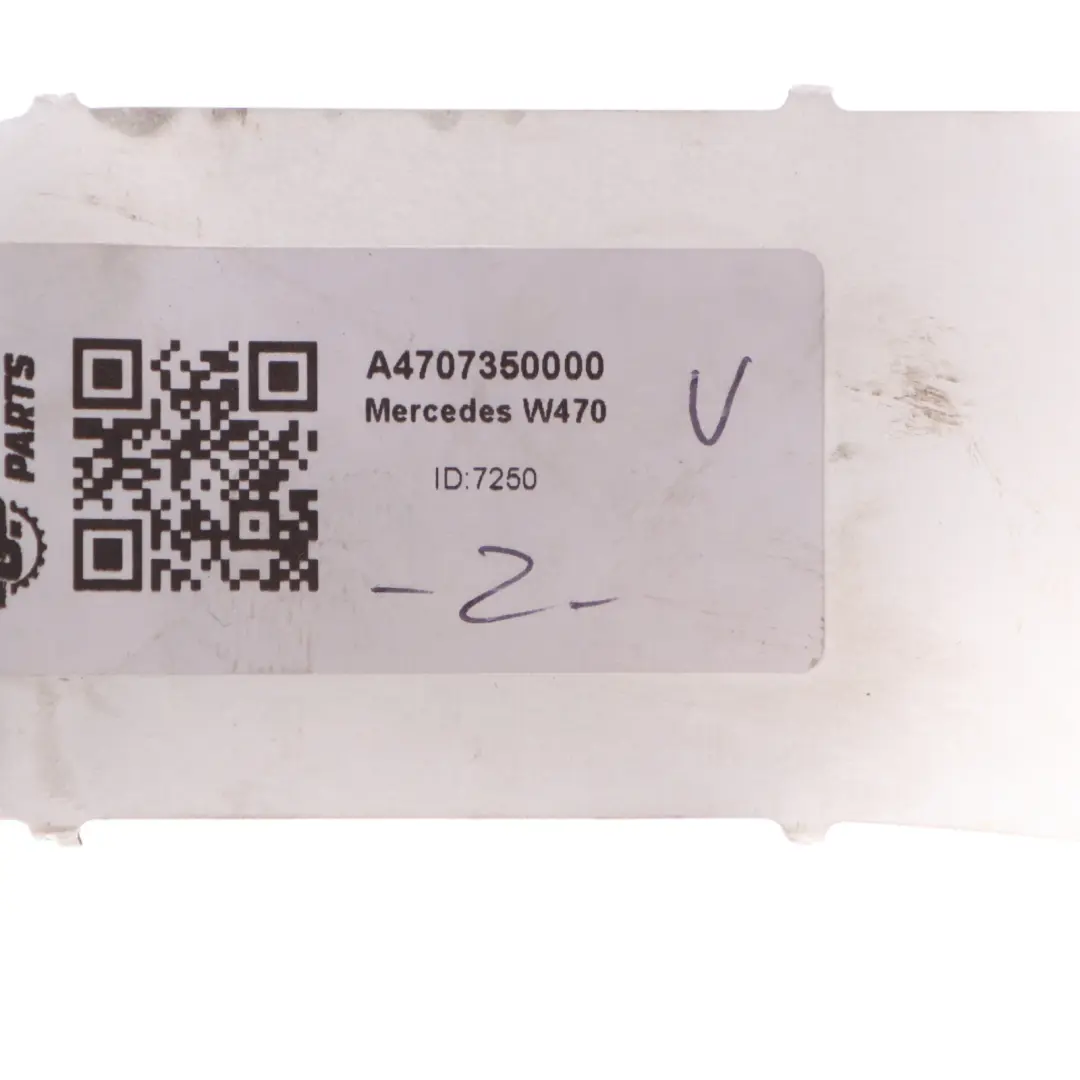 PARTS
A4707350000
Mercedes W470
V
ID:7250
- 2 -